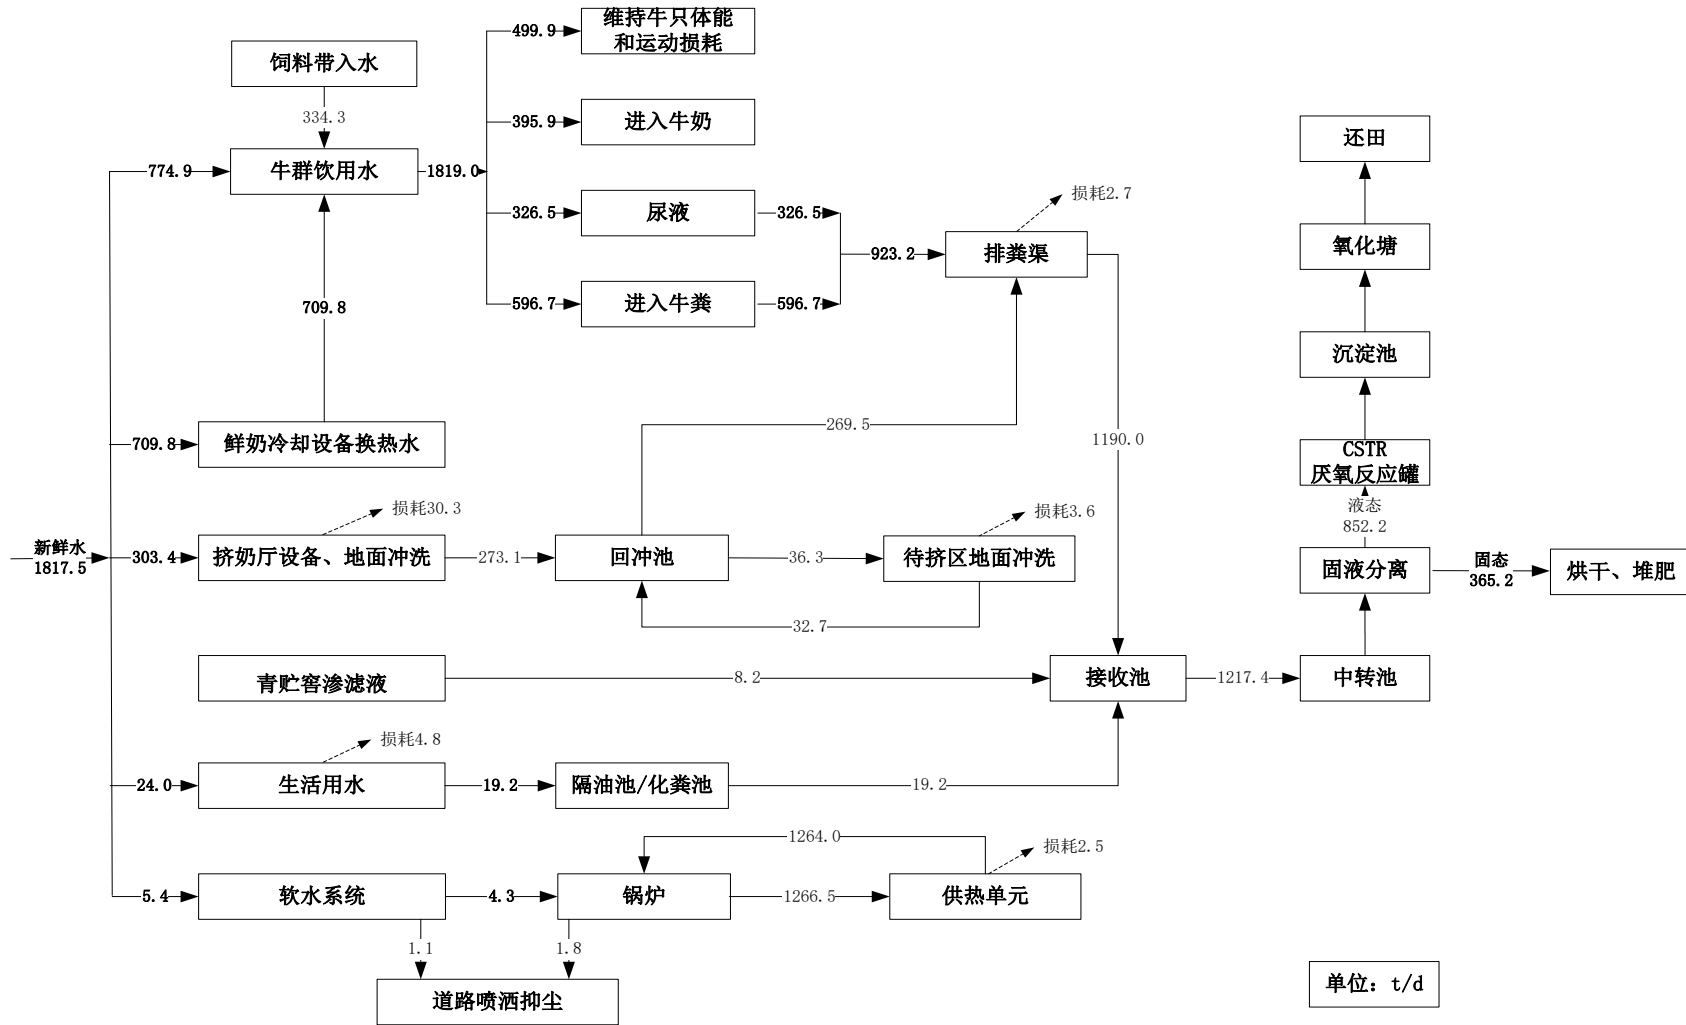 维持牛只体能
和运动损耗
499.9
饲料带入水
334.3
395.9
进入牛奶
还田
774.9
牛群饮用水
1819.0
损耗2.7
326.5
尿液
326.5
923.2
排粪渠
氧化塘
596.7
进入牛粪
596.7
709.8
沉淀池
269.5
1190.0
709.8
鲜奶冷却设备换热水
CSTR
厌氧反应罐
液态
852.2
损耗30.3
损耗3.6
新鲜水
1817.5
303.4
挤奶厅设备、地面冲洗
273.1
回冲池
36.3
待挤区地面冲洗
32.7
固液分离
固态
365.2
烘干、堆肥
青贮窖渗滤液
8.2
接收池
1217.4
中转池
损耗4.8
24.0
生活用水
19.2
隔油池/化粪池
19.2
1264.0
损耗2.5
5.4
软水系统
4.3
锅炉
1266.5
供热单元
1.1
1.8
道路喷洒抑尘
单位：t/d